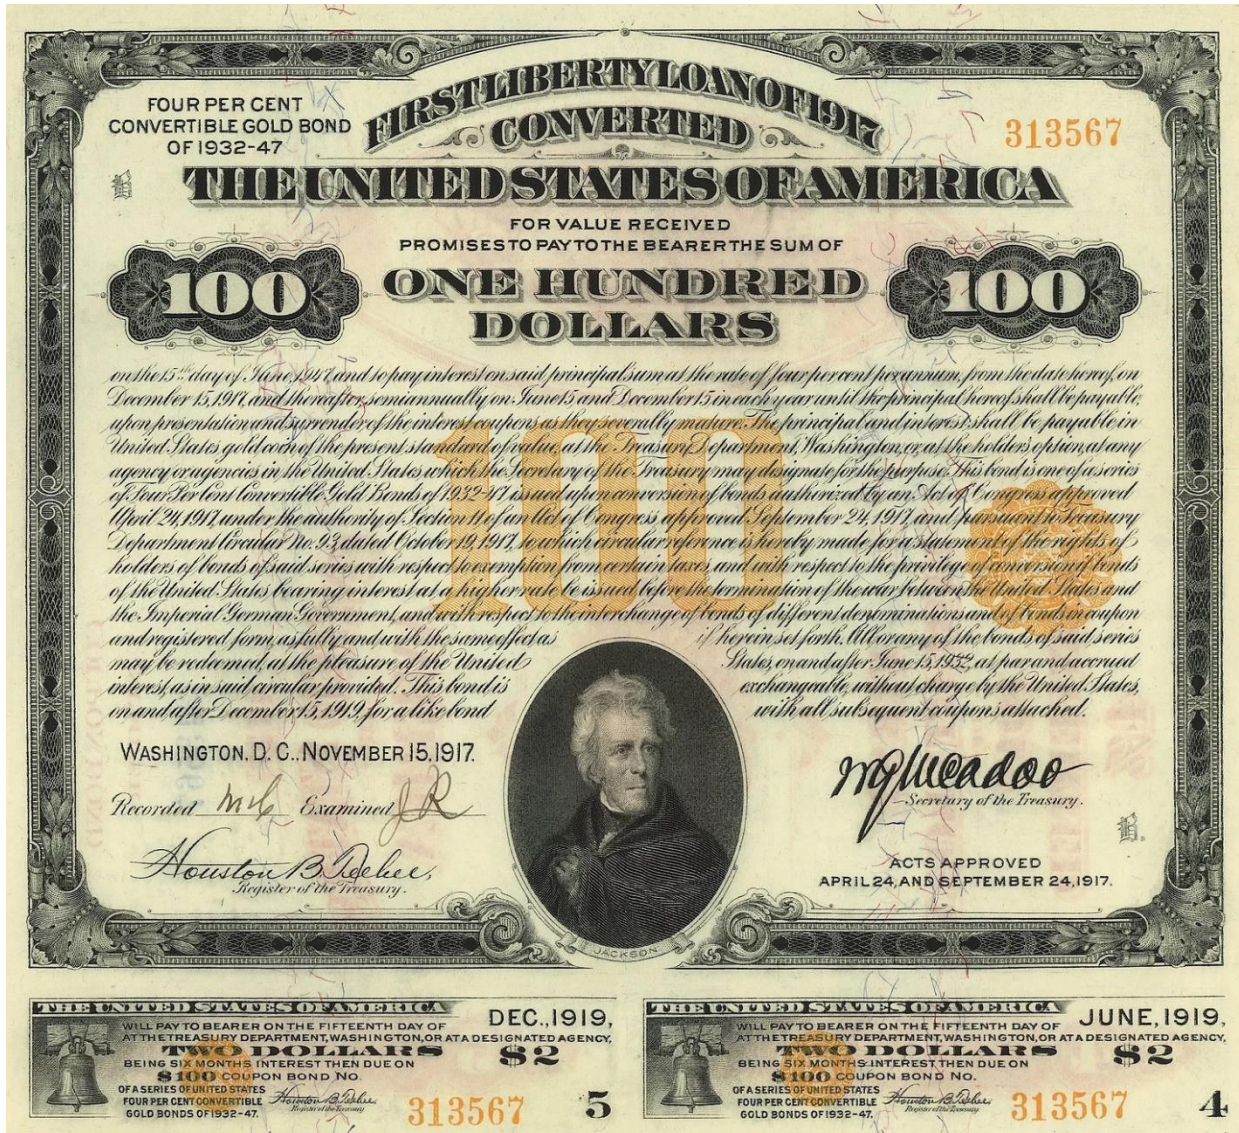 FIRST LIBERTY LOAN OF 1917
CONVERTED
FOUR PER CENT
CONVERTIBLE GOLD BOND
OF 1932-47
313567
THE UNITED STATES OF AMERICA
FOR VALUE RECEIVED
PROMISES TO PAY TO THE BEARER THE SUM OF
100
ONE HUNDRED
DOLLARS
100
on the 15th day of June, 1947, and to pay interest on said principal sum at the rate of four per cent per annum, from the date hereof, on
December 15, 1917, and thereafter, semiannually on June 15 and December 15 in each year until the principal hereof shall be payable,
upon presentation and surrender of the interest coupons as they severally mature. The principal and interest shall be payable in
United States gold coin of the present standard of value, at the Treasury Department, Washington, or, at the holder's option, at any
agency or agencies in the United States which the Secretary of the Treasury may designate for the purpose. This bond is one of a series
of Four Per Cent Convertible Gold Bonds of 1932-47 issued upon conversion of bonds authorized by an Act of Congress approved
April 24, 1917, under the authority of Section 11 of an Act of Congress approved September 24, 1917, and pursuant to Treasury
Department Circular No. 93, dated October 19, 1917, to which circular reference is hereby made for a statement of the rights of
holders of bonds of said series with respect to exemption from certain taxes, and with respect to the privilege of conversion if bonds
of the United States bearing interest at a higher rate be issued before the termination of the war between the United States and
the Imperial German Government, and with respect to the interchange of bonds of different denominations and of bonds in coupon
and registered form, as fully and with the same effect as if herein set forth. All or any of the bonds of said series
may be redeemed, at the pleasure of the United States, on and after June 15, 1932, at par and accrued
interest, as in said circular provided. This bond is exchangeable, without charge by the United States,
on and after December 15, 1919, for a like bond with all subsequent coupons attached.
100
WASHINGTON, D. C., NOVEMBER 15, 1917.
Recorded Examined JR
Houston B. Teehee,
Register of the Treasury.
JACKSON
W G McAdoo
Secretary of the Treasury.
ACTS APPROVED
APRIL 24, AND SEPTEMBER 24, 1917.
THE UNITED STATES OF AMERICA
DEC., 1919,
WILL PAY TO BEARER ON THE FIFTEENTH DAY OF
AT THE TREASURY DEPARTMENT, WASHINGTON, OR AT A DESIGNATED AGENCY,
TWO DOLLARS $2
BEING SIX MONTHS INTEREST THEN DUE ON
$100 COUPON BOND NO.
OF A SERIES OF UNITED STATES
FOUR PER CENT CONVERTIBLE
GOLD BONDS OF 1932-47.
Houston B. Teehee
Register of the Treasury
313567
5
THE UNITED STATES OF AMERICA
JUNE, 1919,
WILL PAY TO BEARER ON THE FIFTEENTH DAY OF
AT THE TREASURY DEPARTMENT, WASHINGTON, OR AT A DESIGNATED AGENCY,
TWO DOLLARS $2
BEING SIX MONTHS INTEREST THEN DUE ON
$100 COUPON BOND NO.
OF A SERIES OF UNITED STATES
FOUR PER CENT CONVERTIBLE
GOLD BONDS OF 1932-47.
Houston B. Teehee
Register of the Treasury
313567
4